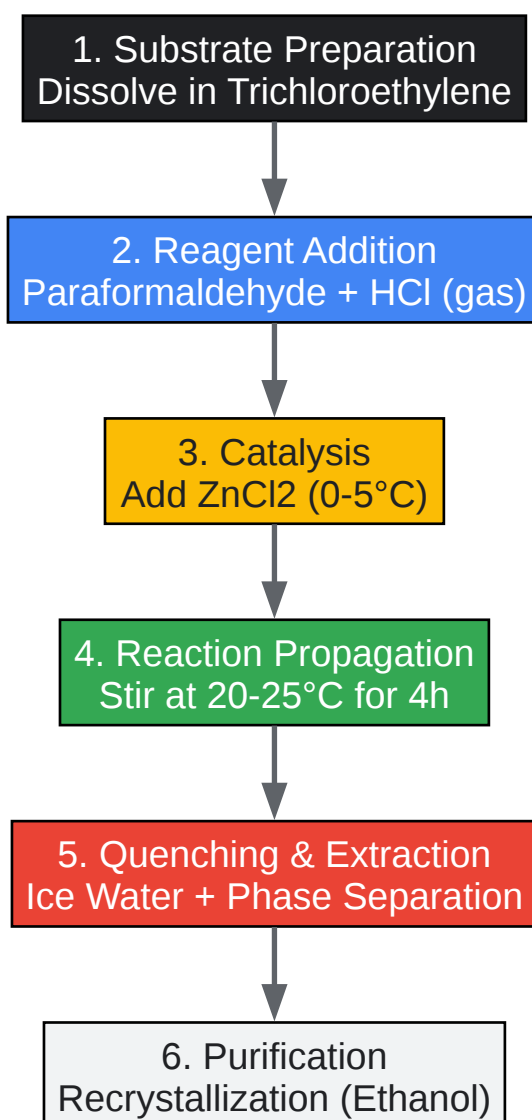 1. Substrate Preparation
Dissolve in Trichloroethylene
2. Reagent Addition
Paraformaldehyde + HCl (gas)
3. Catalysis
Add ZnCl2 (0-5°C)
4. Reaction Propagation
Stir at 20-25°C for 4h
5. Quenching & Extraction
Ice Water + Phase Separation
6. Purification
Recrystallization (Ethanol)